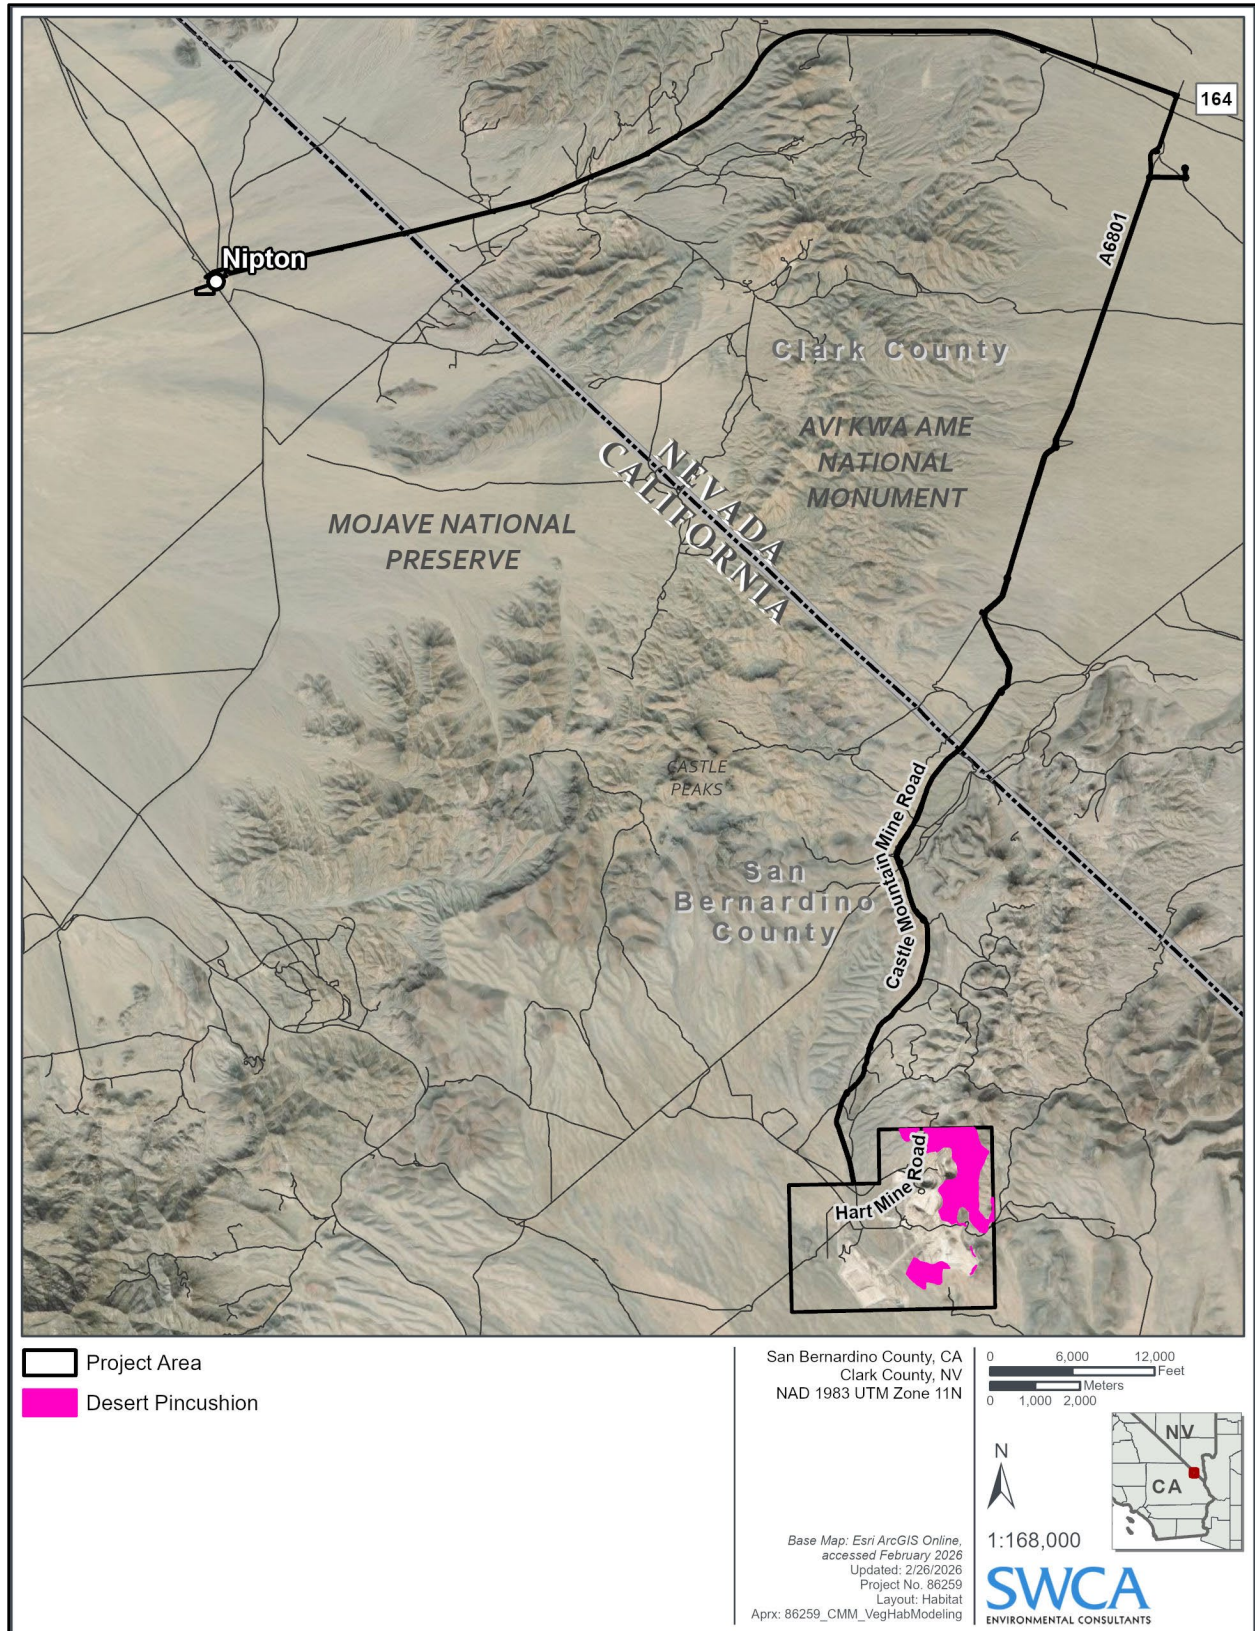 164
Nipton
A6801
Clark County
AVI KWA AME
NATIONAL
MONUMENT
NEVADA
CALIFORNIA
MOJAVE NATIONAL
PRESERVE
CASTLE
PEAKS
Castle Mountain Mine Road
San
Bernardino
County
Hart Mine Road
Project Area
Desert Pincushion
San Bernardino County, CA
Clark County, NV
NAD 1983 UTM Zone 11N
0 6,000 12,000
Feet
Meters
0 1,000 2,000
N
NV
CA
1:168,000
Base Map: Esri ArcGIS Online,
accessed February 2026
Updated: 2/26/2026
Project No. 86259
Layout: Habitat
Aprx: 86259_CMM_VegHabModeling
SWCA
ENVIRONMENTAL CONSULTANTS